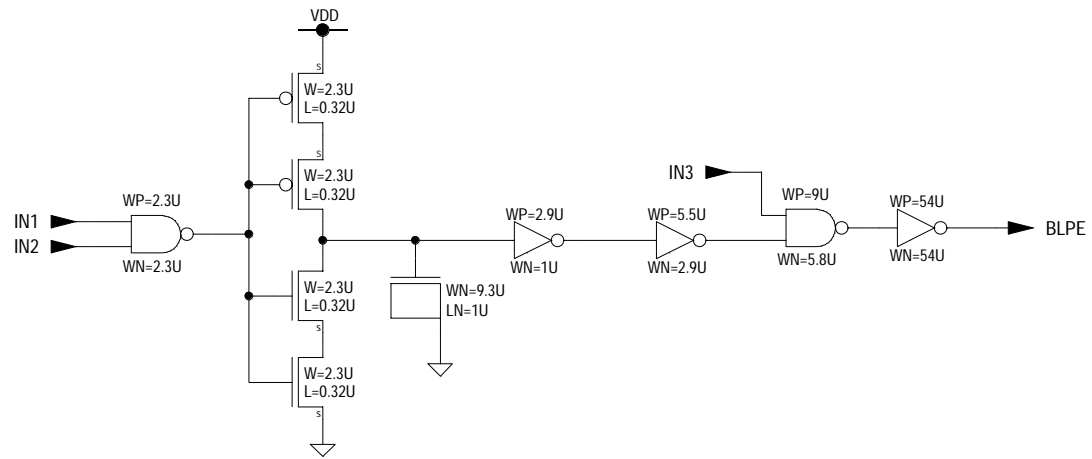 VDD
S
W=2.3U
L=0.32U
S
W=2.3U
L=0.32U
IN3
WP=2.3U
IN1
IN2
WN=2.3U
WP=2.9U
WN=1U
WP=5.5U
WN=2.9U
WP=9U
WN=5.8U
WP=54U
WN=54U
BLPE
W=2.3U
L=0.32U
S
WN=9.3U
LN=1U
W=2.3U
L=0.32U
S